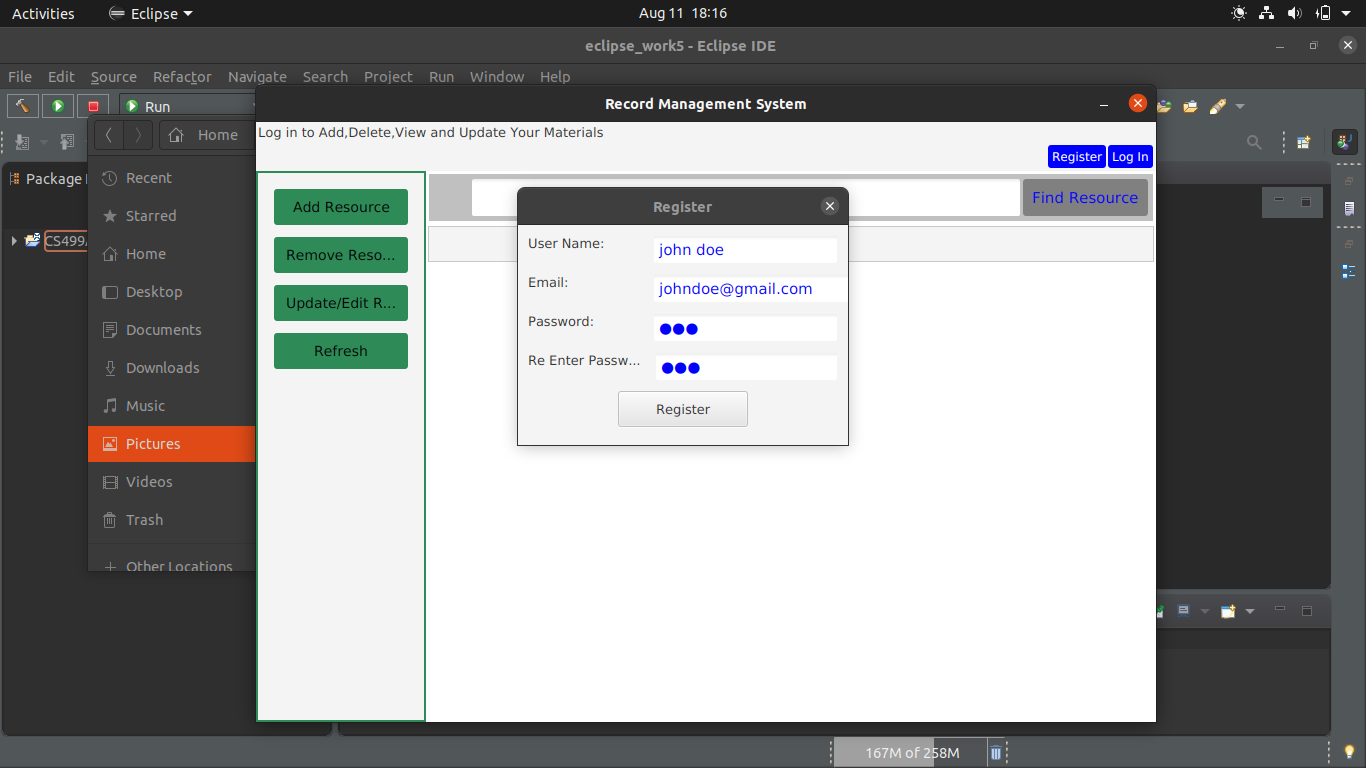 Activities
Eclipse
Aug 11 18:16
eclipse_work5 - Eclipse IDE
File Edit Source Refactor Navigate Search Project Run Window Help
Run
Record Management System
Log in to Add,Delete,View and Update Your Materials
Register
Log In
Home
Package
Recent
Starred
Home
Desktop
Documents
Downloads
Music
Pictures
Videos
Trash
Other Locations
CS499
Add Resource
Remove Reso...
Update/Edit R...
Refresh
Find Resource
Register
User Name:
john doe
Email:
johndoe@gmail.com
Password:
Re Enter Passw...
Register
167M of 258M